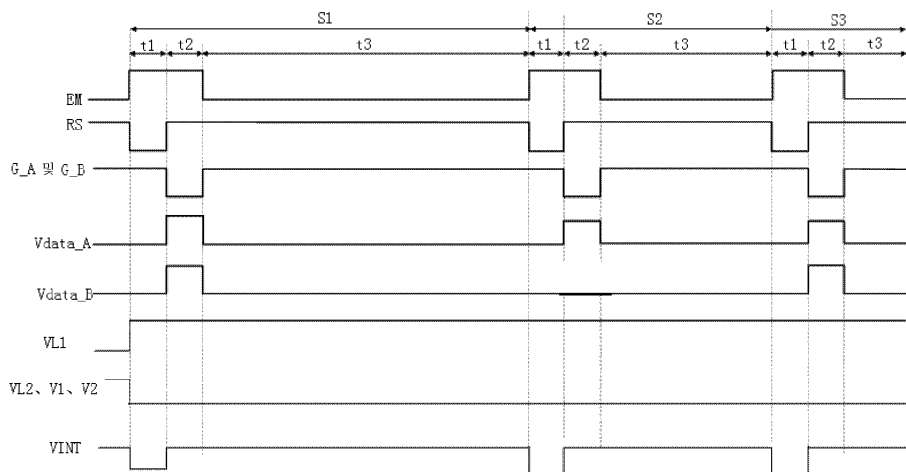 S1 S2 S3
t1 t2 t3 t1 t2 t3 t1 t2 t3
EM
RS
G_A 및 G_B
Vdata_A
Vdata_B
VL1
VL2、V1、V2
VINT